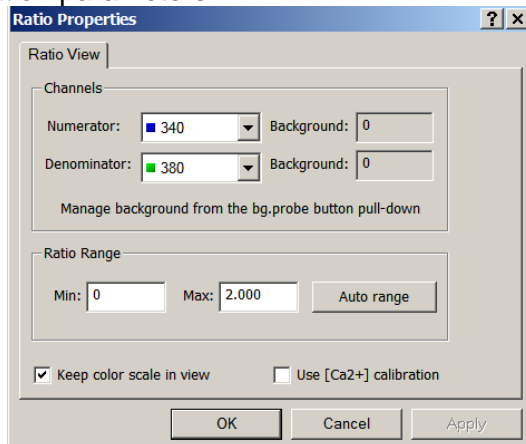 Ratio Properties ? x
Ratio View
Channels
Numerator: 340 Background: 0
Denominator: 380 Background: 0
Manage background from the bg.probe button pull-down
Ratio Range
Min: 0 Max: 2.000 Auto range
Keep color scale in view Use [Ca2+] calibration
OK Cancel Apply